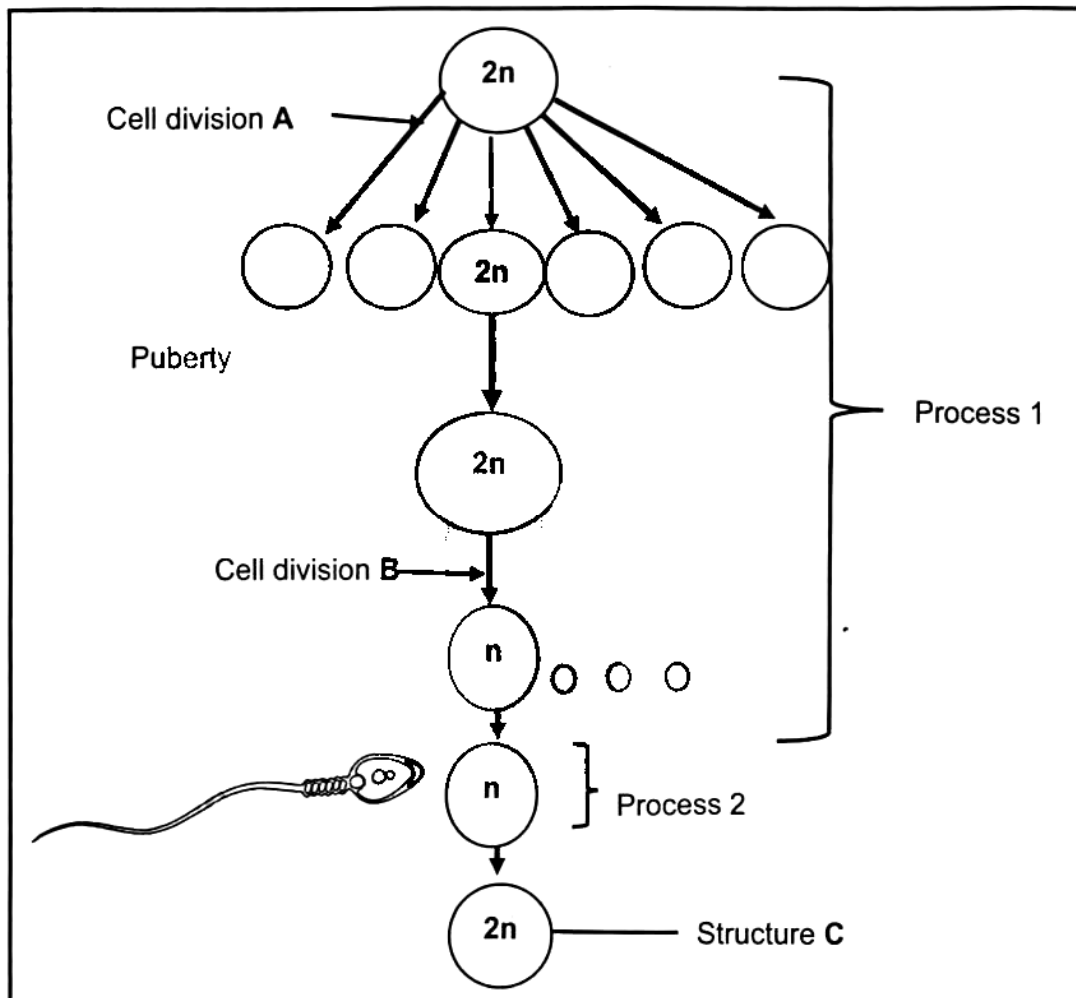 2n
Cell division A
2n
Puberty
2n
Process 1
Cell division B
n
n
Process 2
2n
Structure C